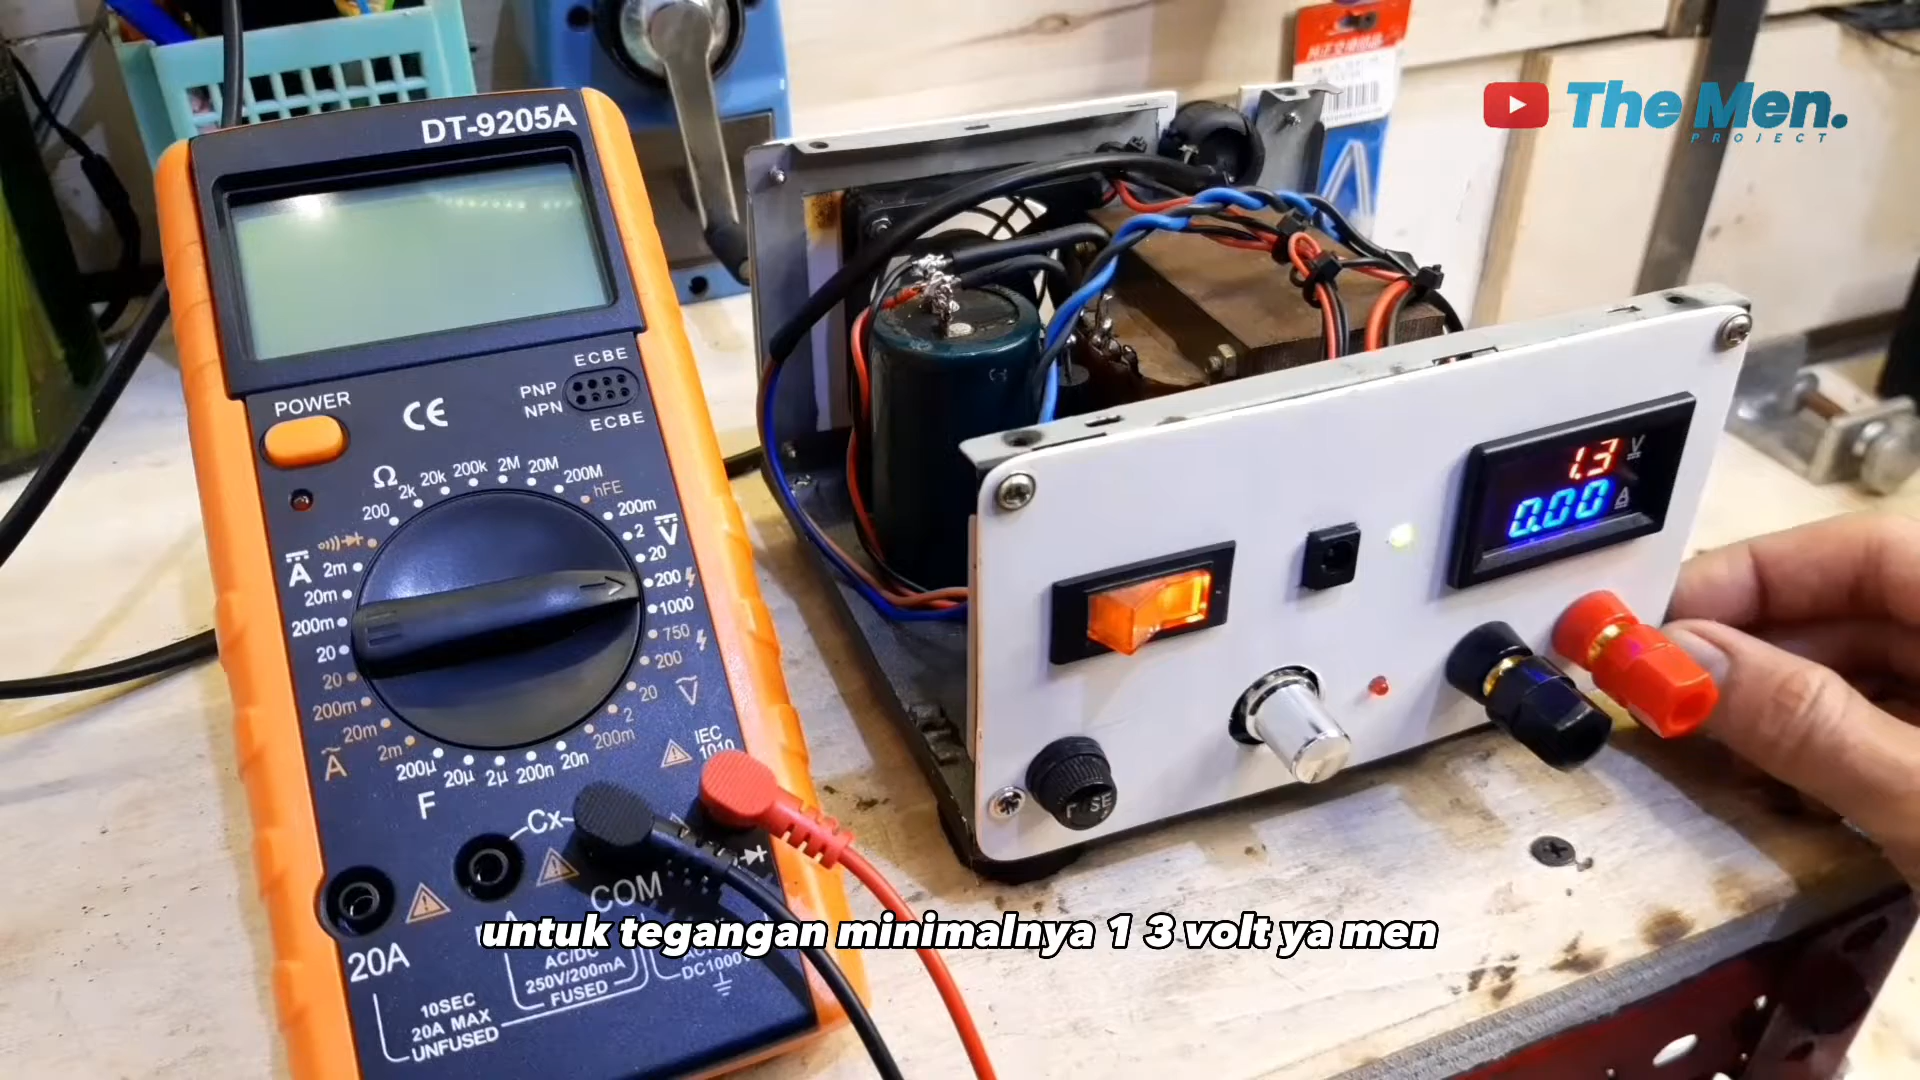 The Men.
PROJECT
DT-9205A
POWER
CE
PNP
NPN
ECBE
ECBE
Ω
200
2k
20k
200k
2M
20M
200M
hFE
200m
2
20
200
1000
V
750
200
20
2
200m
V
A
2m
20m
200m
20
20
200m
20m
2m
A
200µ
20µ
2µ
200n
20n
F
IEC
1010
Cx
COM
20A
10SEC
20A MAX
UNFUSED
AC/DC
250V/200mA
FUSED
DC1000
1.3 V
0.00 A
untuk tegangan minimalnya 1 3 volt ya men